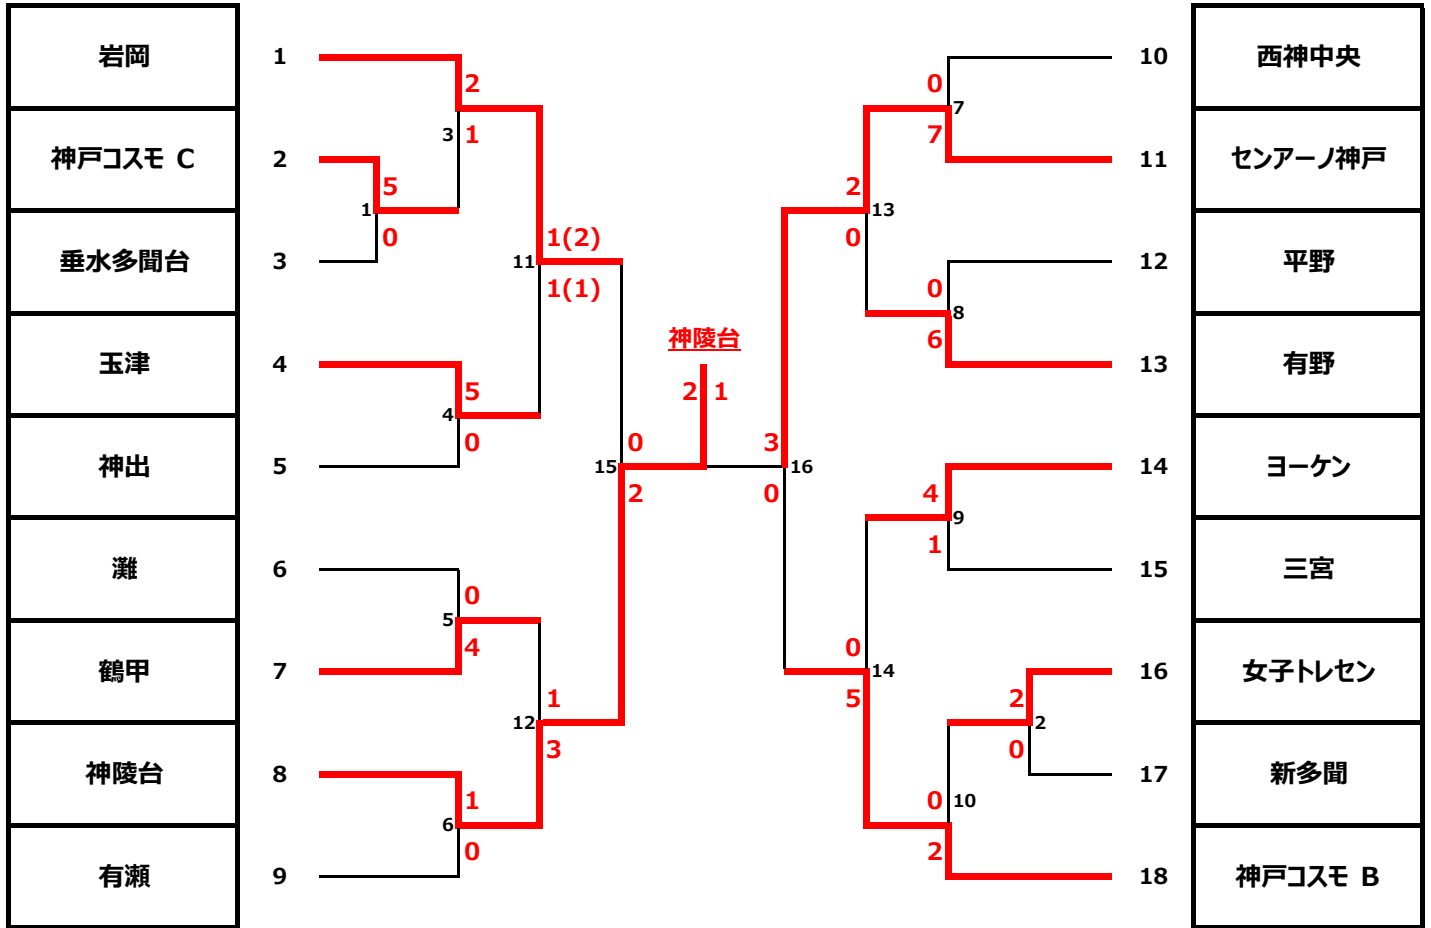 岩岡 1
神戸コスモ C 2
垂水多聞台 3
玉津 4
神出 5
灘 6
鶴甲 7
神陵台 8
有瀬 9
2
3 1
5
1
0
1(2)
11
1(1)
5
4
0
0
15
2
0
5
4
1
12
3
1
6
0
神陵台
2 1
0
7
7
2
13
0
0
8
6
3
16
0
4
9
1
0
14
5
2
2
0
0 10
2
10 西神中央
11 センアーノ神戸
12 平野
13 有野
14 ヨーケン
15 三宮
16 女子トレセン
17 新多聞
18 神戸コスモ B